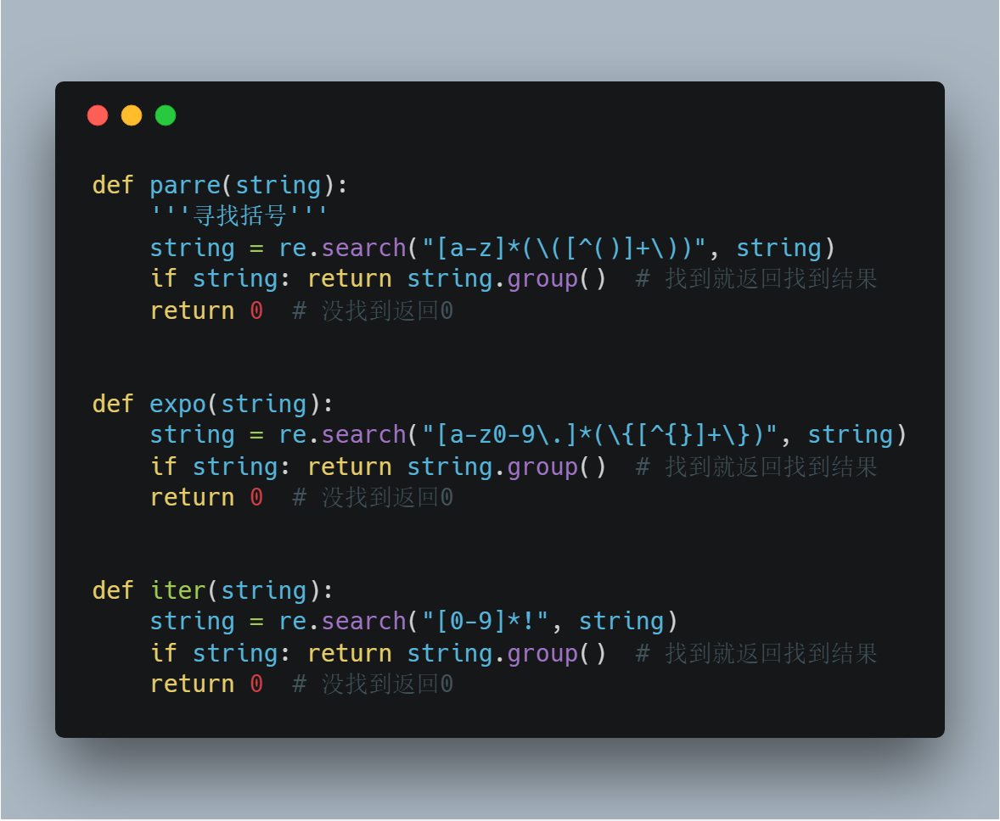 def parre(string):
    '''寻找括号'''
    string = re.search("[a-z]*(\([^()]+\))", string)
    if string: return string.group()  # 找到就返回找到结果
    return 0  # 没找到返回0
def expo(string):
    string = re.search("[a-z0-9\.]*(\{[^{}]+\})", string)
    if string: return string.group()  # 找到就返回找到结果
    return 0  # 没找到返回0
def iter(string):
    string = re.search("[0-9]*!", string)
    if string: return string.group()  # 找到就返回找到结果
    return 0  # 没找到返回0